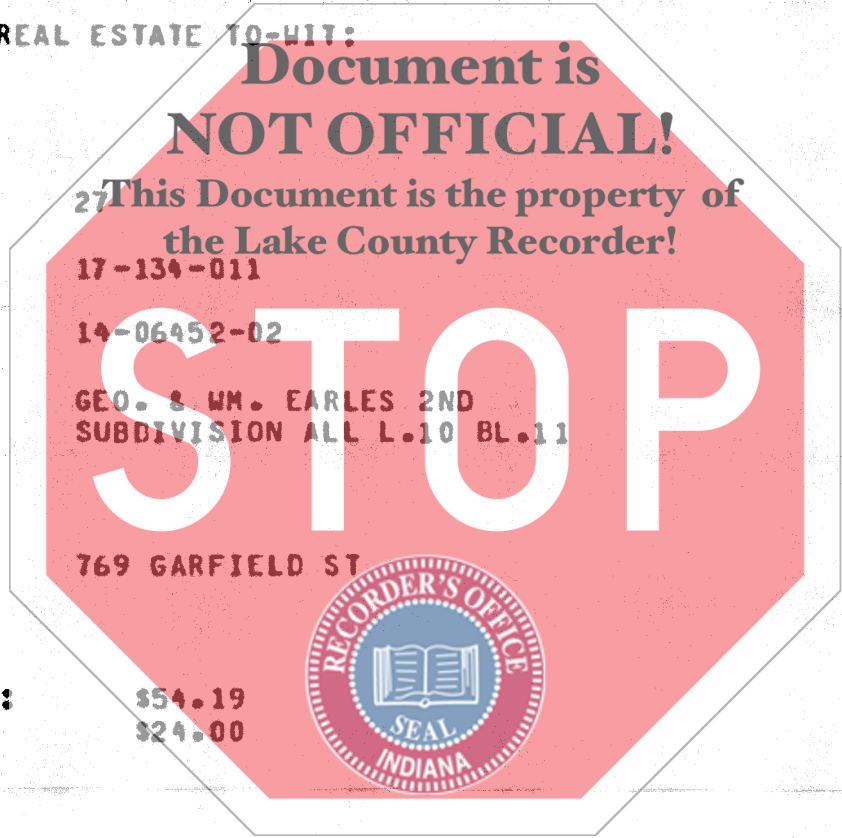 REAL ESTATE TO-WIT:
Document is
NOT OFFICIAL!
27
This Document is the property of
the Lake County Recorder!
17-134-011
14-06452-02
STOP
GEO. & WM. EARLES 2ND
SUBDIVISION ALL L.10 BL.11
769 GARFIELD ST
RECORDER'S OFFICE
SEAL
INDIANA
: $54.19
$24.00